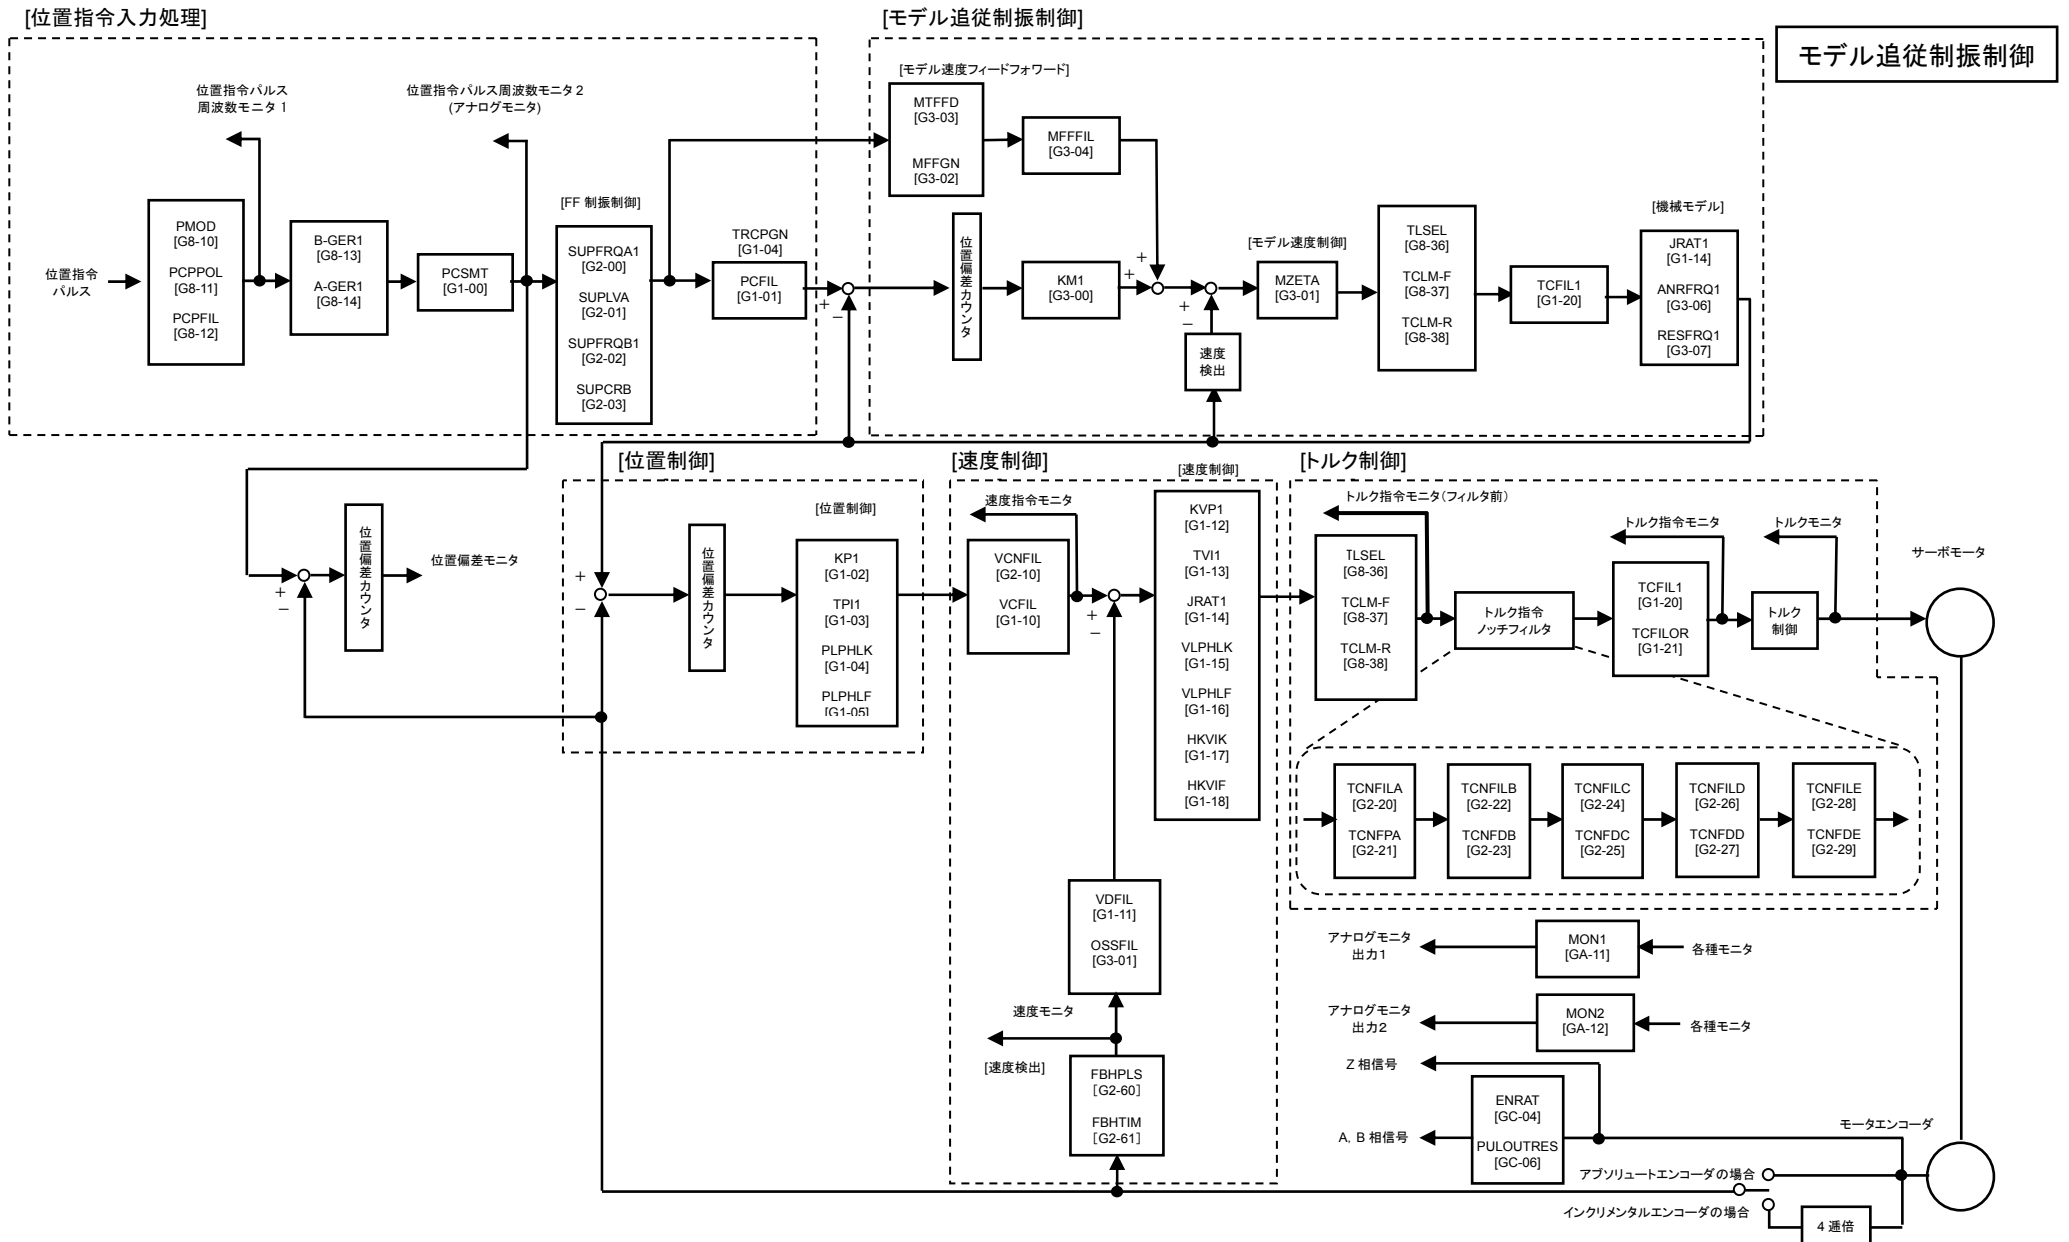 [位置指令入力処理]
[モデル追従制振制御]
モデル追従制振制御
位置指令パルス
周波数モニタ 1
位置指令パルス周波数モニタ 2
(アナログモニタ)
[モデル速度フィードフォワード]
MTFFD
[G3-03]
MFFGN
[G3-02]
MFFFIL
[G3-04]
位置指令
パルス
PMOD
[G8-10]
PCPPOL
[G8-11]
PCPFIL
[G8-12]
B-GER1
[G8-13]
A-GER1
[G8-14]
PCSMT
[G1-00]
[FF 制振制御]
SUPFRQA1
[G2-00]
SUPLVA
[G2-01]
SUPFRQB1
[G2-02]
SUPCRB
[G2-03]
TRCPGN
[G1-04]
PCFIL
[G1-01]
+
−
位置偏差カウンタ
KM1
[G3-00]
+
+
+
−
速度
検出
[モデル速度制御]
MZETA
[G3-01]
TLSEL
[G8-36]
TCLM-F
[G8-37]
TCLM-R
[G8-38]
TCFIL1
[G1-20]
[機械モデル]
JRAT1
[G1-14]
ANRFRQ1
[G3-06]
RESFRQ1
[G3-07]
+
−
位置偏差カウンタ
位置偏差モニタ
[位置制御]
+
−
位置偏差カウンタ
[位置制御]
KP1
[G1-02]
TPI1
[G1-03]
PLPHLK
[G1-04]
PLPHLF
[G1-05]
[速度制御]
速度指令モニタ
VCNFIL
[G2-10]
VCFIL
[G1-10]
+
−
[速度制御]
KVP1
[G1-12]
TVI1
[G1-13]
JRAT1
[G1-14]
VLPHLK
[G1-15]
VLPHLF
[G1-16]
HKVIK
[G1-17]
HKVIF
[G1-18]
VDFIL
[G1-11]
OSSFIL
[G3-01]
速度モニタ
[速度検出]
FBHPLS
[G2-60]
FBHTIM
[G2-61]
[トルク制御]
トルク指令モニタ(フィルタ前)
TLSEL
[G8-36]
TCLM-F
[G8-37]
TCLM-R
[G8-38]
トルク指令
ノッチフィルタ
トルク指令モニタ
TCFIL1
[G1-20]
TCFILOR
[G1-21]
トルクモニタ
トルク
制御
サーボモータ
TCNFILA
[G2-20]
TCNFPA
[G2-21]
TCNFILB
[G2-22]
TCNFDB
[G2-23]
TCNFILC
[G2-24]
TCNFDC
[G2-25]
TCNFILD
[G2-26]
TCNFDD
[G2-27]
TCNFILE
[G2-28]
TCNFDE
[G2-29]
アナログモニタ
出力1
MON1
[GA-11]
各種モニタ
アナログモニタ
出力2
MON2
[GA-12]
各種モニタ
Z 相信号
ENRAT
[GC-04]
PULOUTRES
[GC-06]
A, B 相信号
モータエンコーダ
アブソリュートエンコーダの場合
インクリメンタルエンコーダの場合
4 逓倍